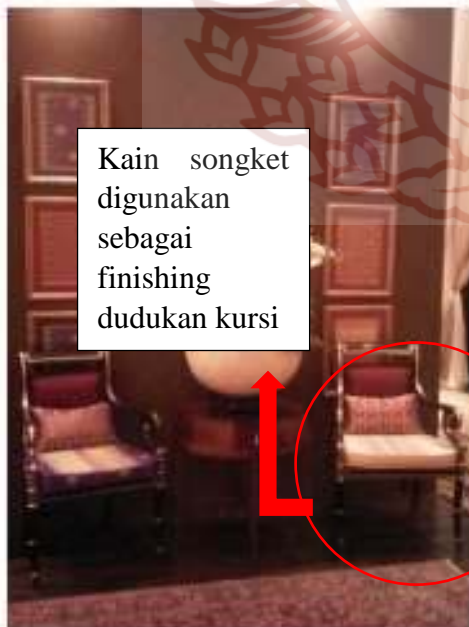 Kain songket
digunakan
sebagai
finishing
dudukan kursi